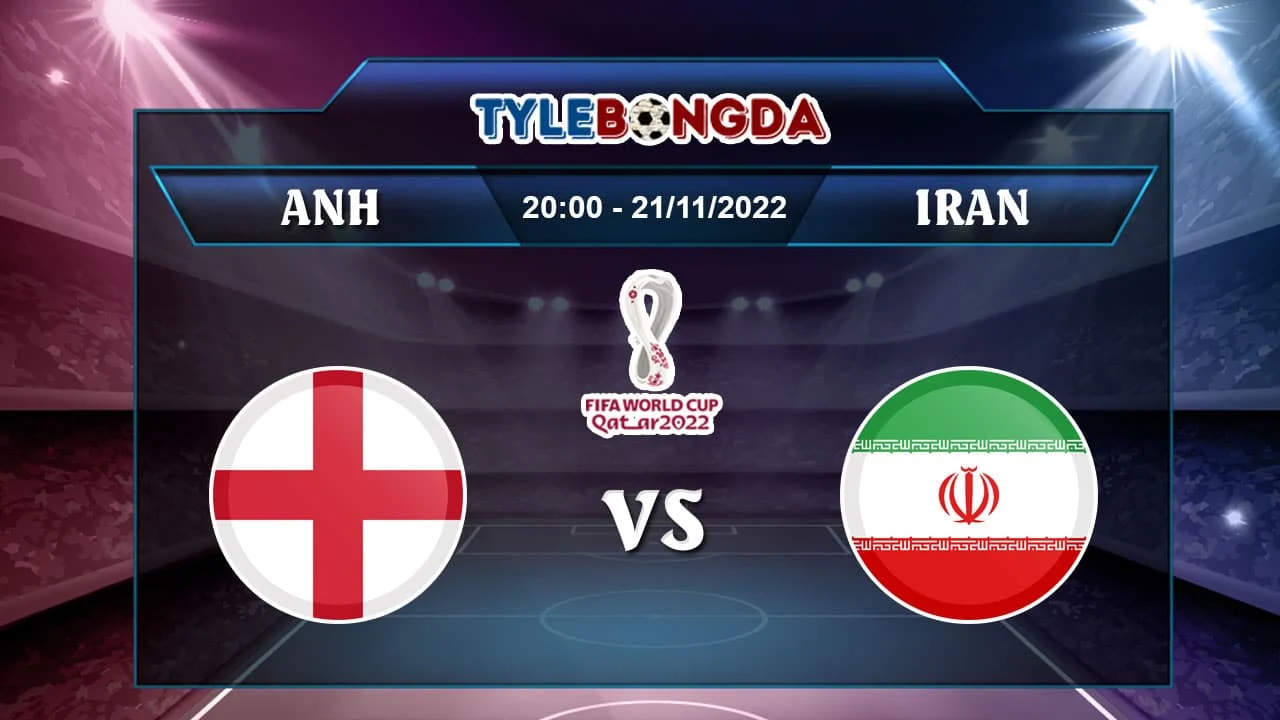 TYLEBONGDA
ANH
20:00 - 21/11/2022
IRAN
FIFA WORLD CUP
Qatar2022
VS